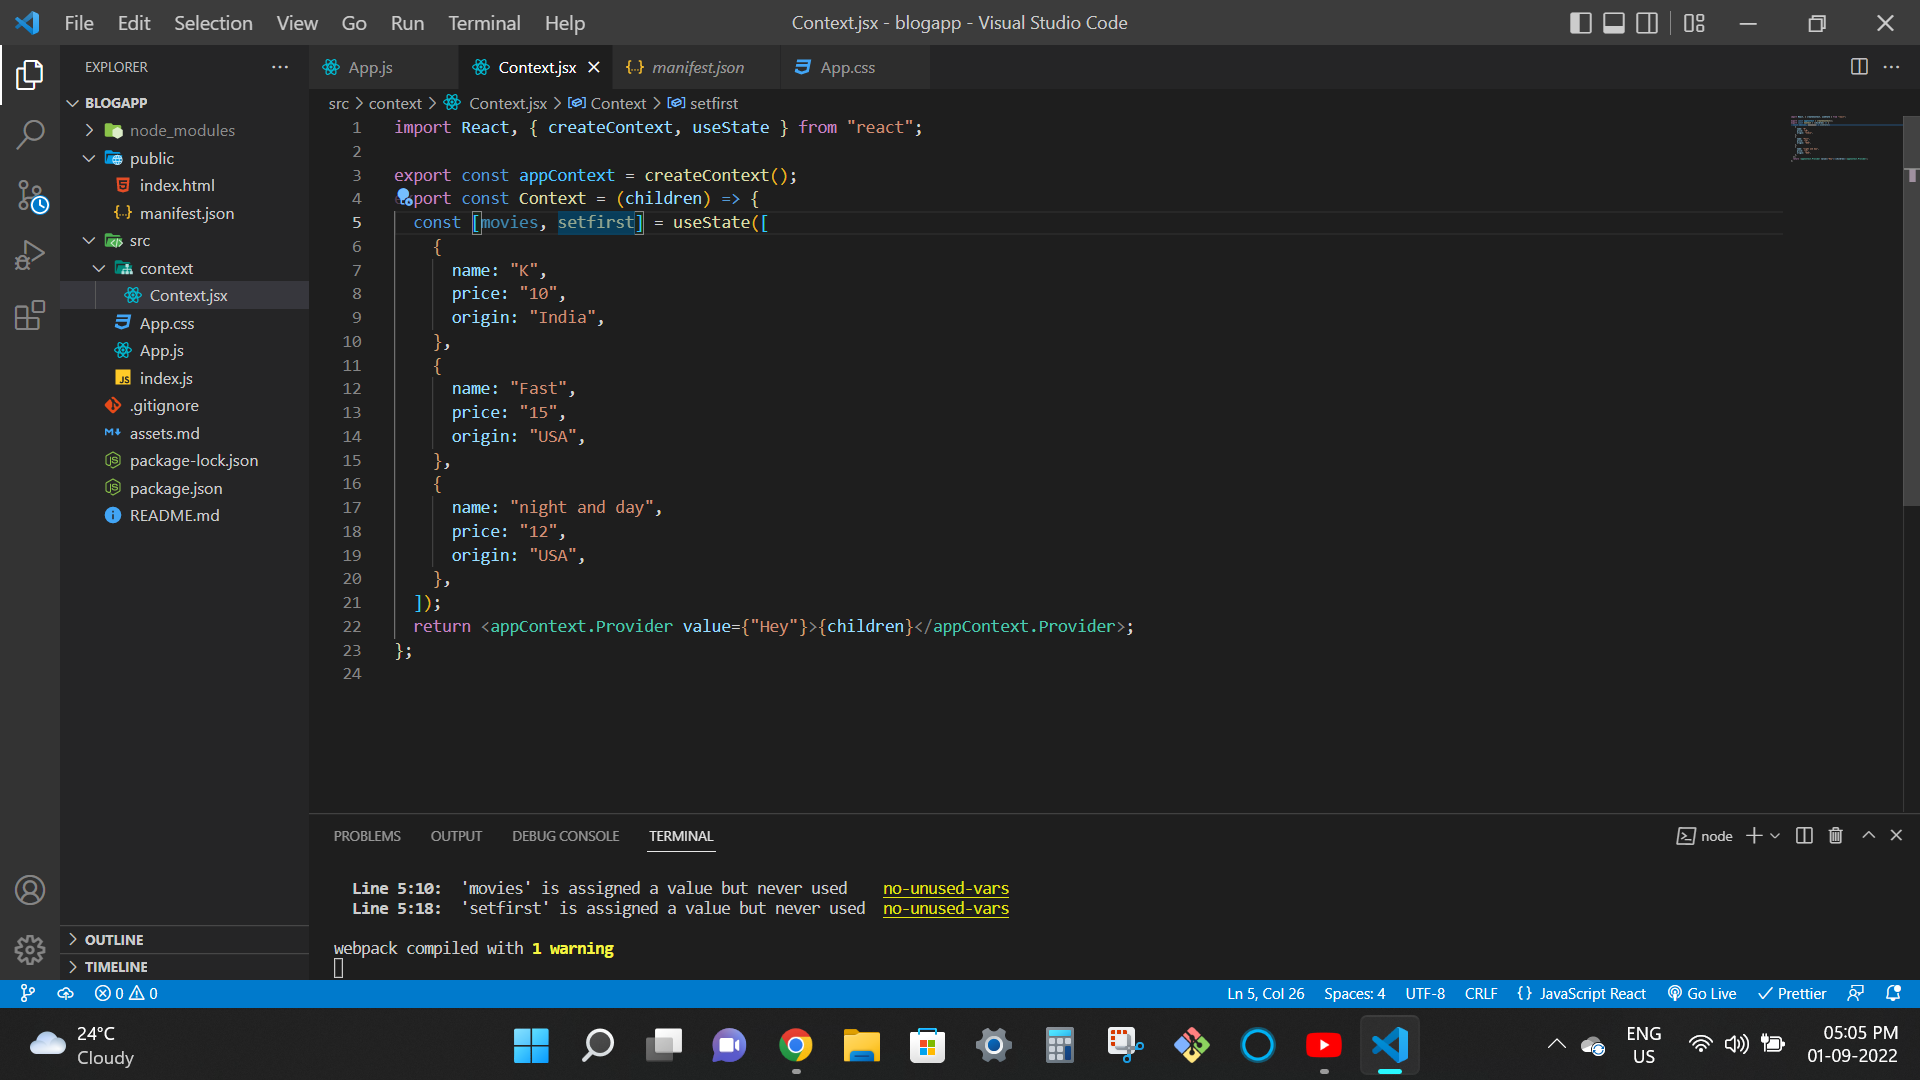 File Edit Selection View Go Run Terminal Help
Context.jsx - blogapp - Visual Studio Code
EXPLORER
BLOGAPP
node_modules
public
index.html
manifest.json
src
context
Context.jsx
App.css
App.js
index.js
.gitignore
assets.md
package-lock.json
package.json
README.md
OUTLINE
TIMELINE
App.js Context.jsx manifest.json App.css
src > context > Context.jsx > Context > setfirst
1 import React, { createContext, useState } from "react";
2
3 export const appContext = createContext();
4 port const Context = (children) => {
5 const [movies, setfirst] = useState([
6 {
7 name: "K",
8 price: "10",
9 origin: "India",
10 },
11 {
12 name: "Fast",
13 price: "15",
14 origin: "USA",
15 },
16 {
17 name: "night and day",
18 price: "12",
19 origin: "USA",
20 },
21 ]);
22 return <appContext.Provider value={"Hey"}>{children}</appContext.Provider>;
23 };
24
PROBLEMS OUTPUT DEBUG CONSOLE TERMINAL
node
Line 5:10: 'movies' is assigned a value but never used no-unused-vars
Line 5:18: 'setfirst' is assigned a value but never used no-unused-vars
webpack compiled with 1 warning
0 0
Ln 5, Col 26 Spaces: 4 UTF-8 CRLF {} JavaScript React Go Live Prettier
24°C
Cloudy
ENG
US
05:05 PM
01-09-2022